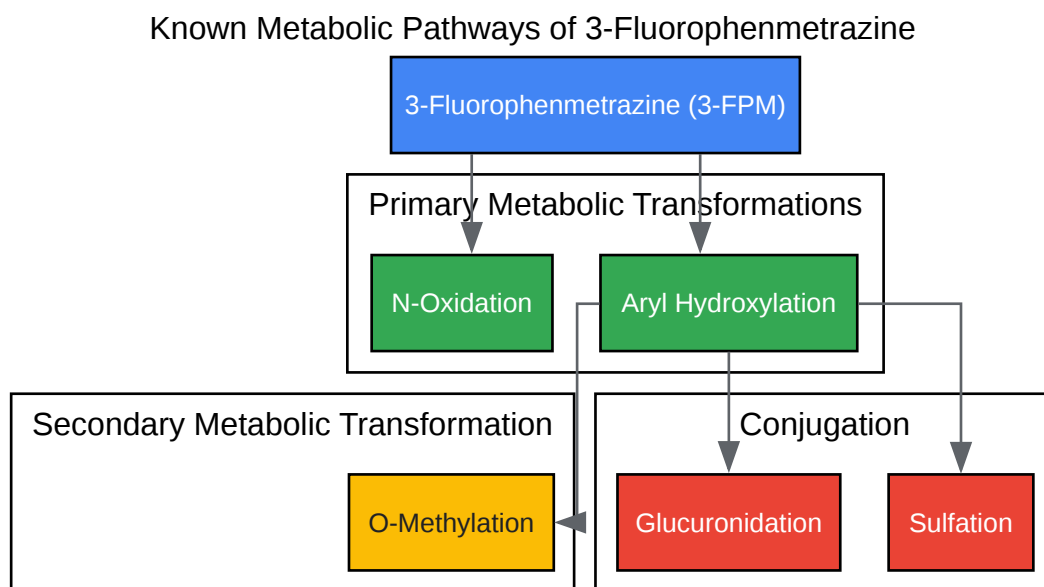 Known Metabolic Pathways of 3-Fluorophenmetrazine
3-Fluorophenmetrazine (3-FPM)
Primary Metabolic Transformations
N-Oxidation
Aryl Hydroxylation
Secondary Metabolic Transformation
Conjugation
O-Methylation
Glucuronidation
Sulfation